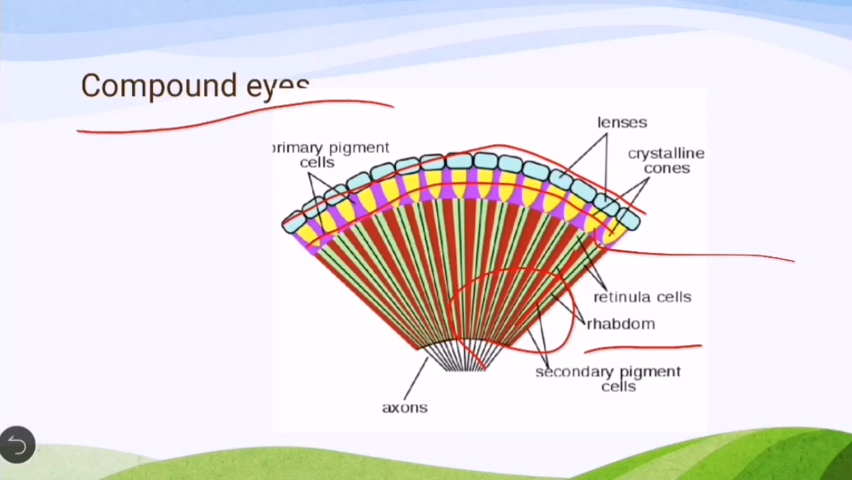 Compound eyes
primary pigment
cells
lenses
crystalline
cones
retinula cells
rhabdom
secondary pigment
cells
axons